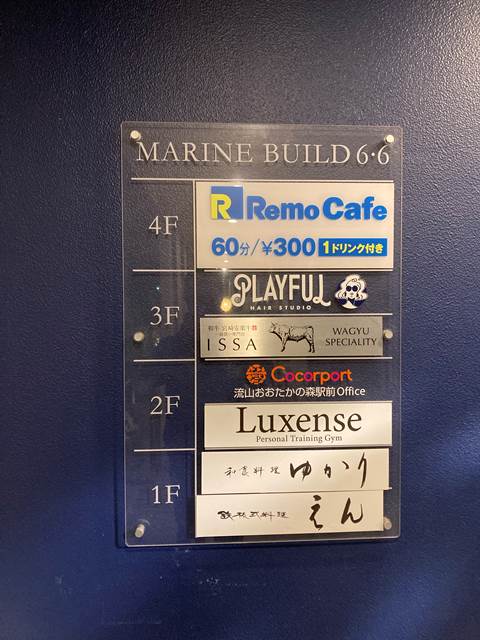 MARINE BUILD 6・6
4F
R Remo Cafe
60分/¥300 1ドリンク付き
3F
PLAYFUL
HAIR STUDIO
ISSA
WAGYU
SPECIALITY
2F
Cocorport
流山おおたかの森駅前Office
Luxense
Personal Training Gym
1F
和食料理 ゆかり
鉄板料理 えん